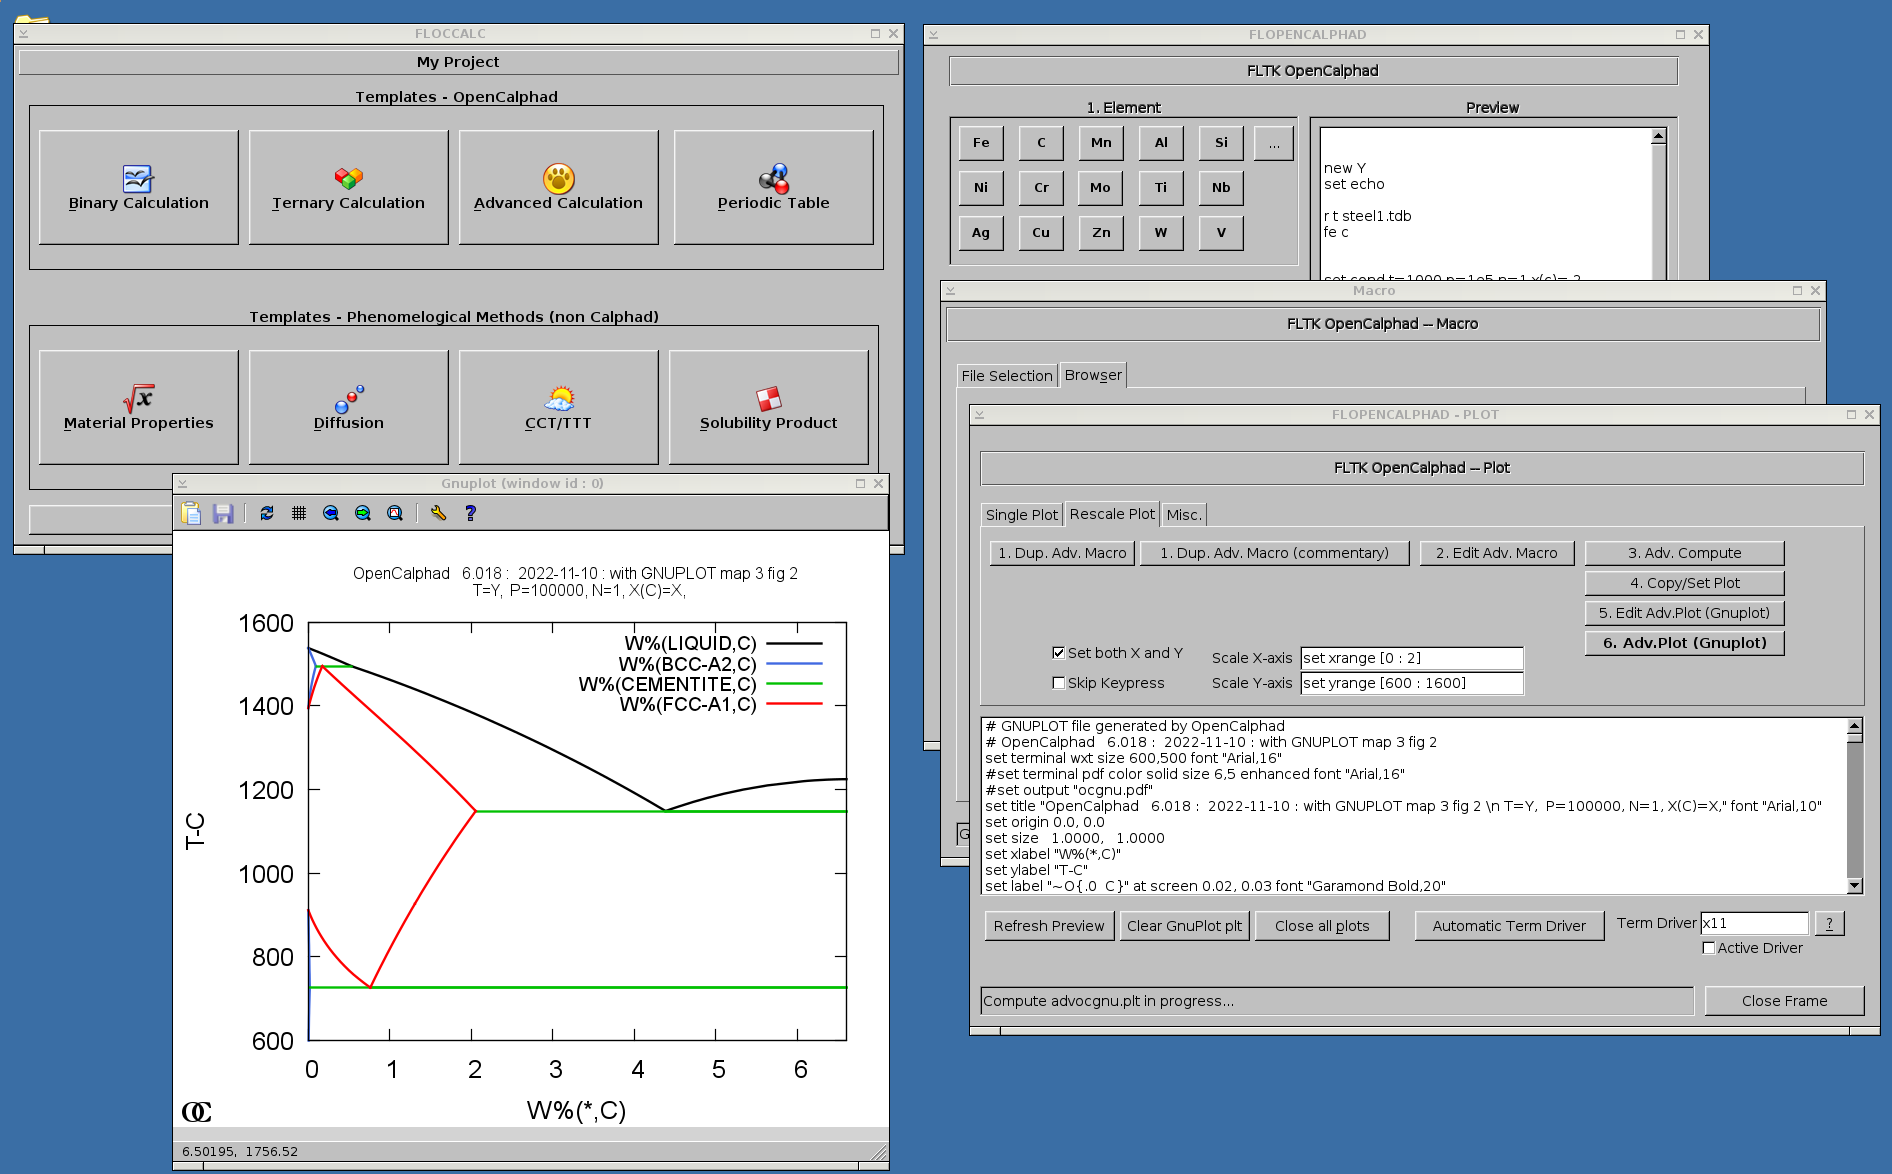 FLOCCALC
My Project
Templates - OpenCalphad
Binary Calculation
Ternary Calculation
Advanced Calculation
Periodic Table
Templates - Phenomelogical Methods (non Calphad)
Material Properties
Diffusion
CCT/TTT
Solubility Product
FLOPENCALPHAD
FLTK OpenCalphad
1. Element
Preview
Fe C Mn Al Si ...
Ni Cr Mo Ti Nb
Ag Cu Zn W V
new Y
set echo
r t steel1.tdb
fe c
set cond t=1000 p=1e5 n=1 x(c)=.2
Macro
FLTK OpenCalphad -- Macro
File Selection
Browser
G
FLOPENCALPHAD - PLOT
FLTK OpenCalphad -- Plot
Single Plot
Rescale Plot
Misc.
1. Dup. Adv. Macro
1. Dup. Adv. Macro (commentary)
2. Edit Adv. Macro
3. Adv. Compute
4. Copy/Set Plot
5. Edit Adv.Plot (Gnuplot)
6. Adv.Plot (Gnuplot)
Set both X and Y
Scale X-axis
set xrange [0 : 2]
Skip Keypress
Scale Y-axis
set yrange [600 : 1600]
# GNUPLOT file generated by OpenCalphad
# OpenCalphad   6.018 :  2022-11-10 : with GNUPLOT map 3 fig 2
set terminal wxt size 600,500 font "Arial,16"
#set terminal pdf color solid size 6,5 enhanced font "Arial,16"
#set output "ocgnu.pdf"
set title "OpenCalphad   6.018 :  2022-11-10 : with GNUPLOT map 3 fig 2 \n T=Y,  P=100000, N=1, X(C)=X," font "Arial,10"
set origin 0.0, 0.0
set size   1.0000,   1.0000
set xlabel "W%(*,C)"
set ylabel "T-C"
set label "~O{.0  C}" at screen 0.02, 0.03 font "Garamond Bold,20"
Refresh Preview
Clear GnuPlot plt
Close all plots
Automatic Term Driver
Term Driver
x11
?
Active Driver
Compute advocgnu.plt in progress...
Close Frame
Gnuplot (window id : 0)
?
OpenCalphad   6.018 :  2022-11-10 : with GNUPLOT map 3 fig 2
T=Y,  P=100000, N=1, X(C)=X,
W%(LIQUID,C)
W%(BCC-A2,C)
W%(CEMENTITE,C)
W%(FCC-A1,C)
1600
1400
1200
1000
800
600
T-C
0 1 2 3 4 5 6
W%(*,C)
OC
6.50195,  1756.52